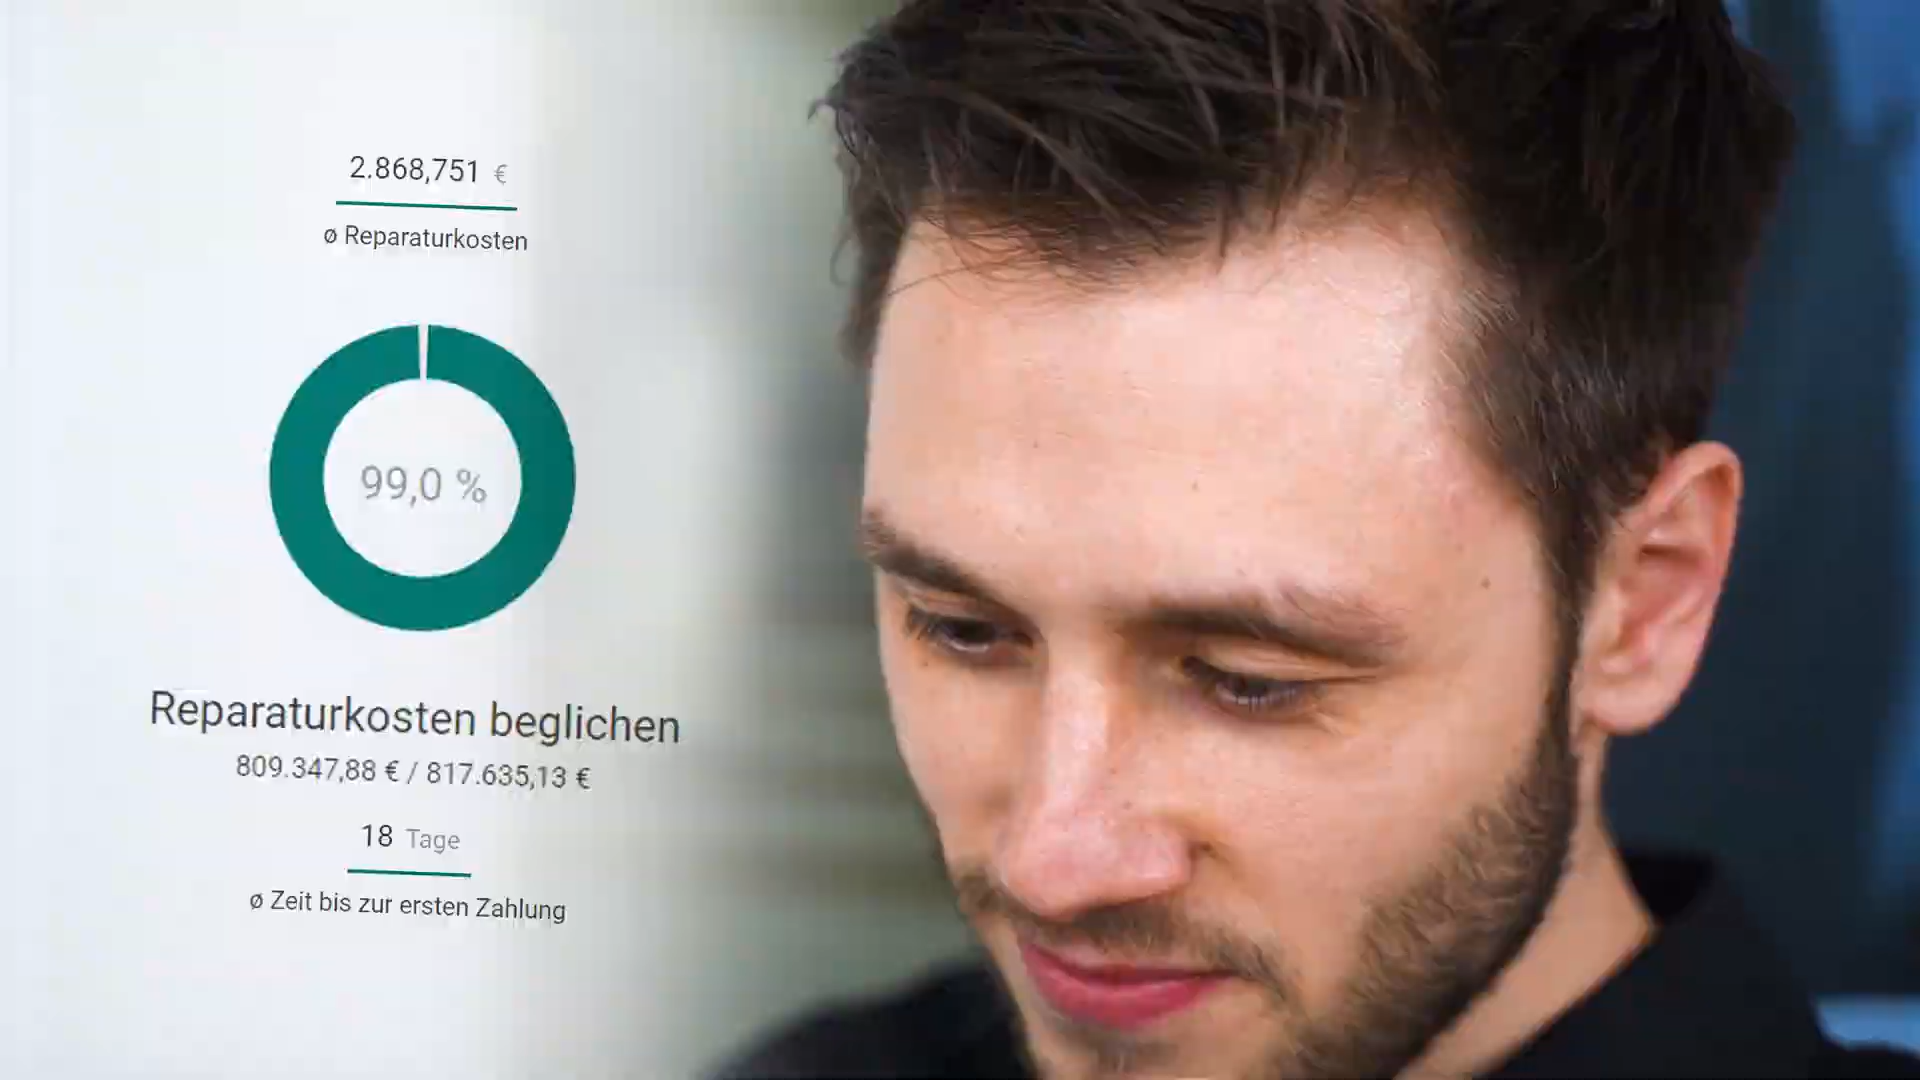 2.868,751 €
ø Reparaturkosten
99,0 %
Reparaturkosten beglichen
809.347,88 € / 817.635,13 €
18 Tage
ø Zeit bis zur ersten Zahlung